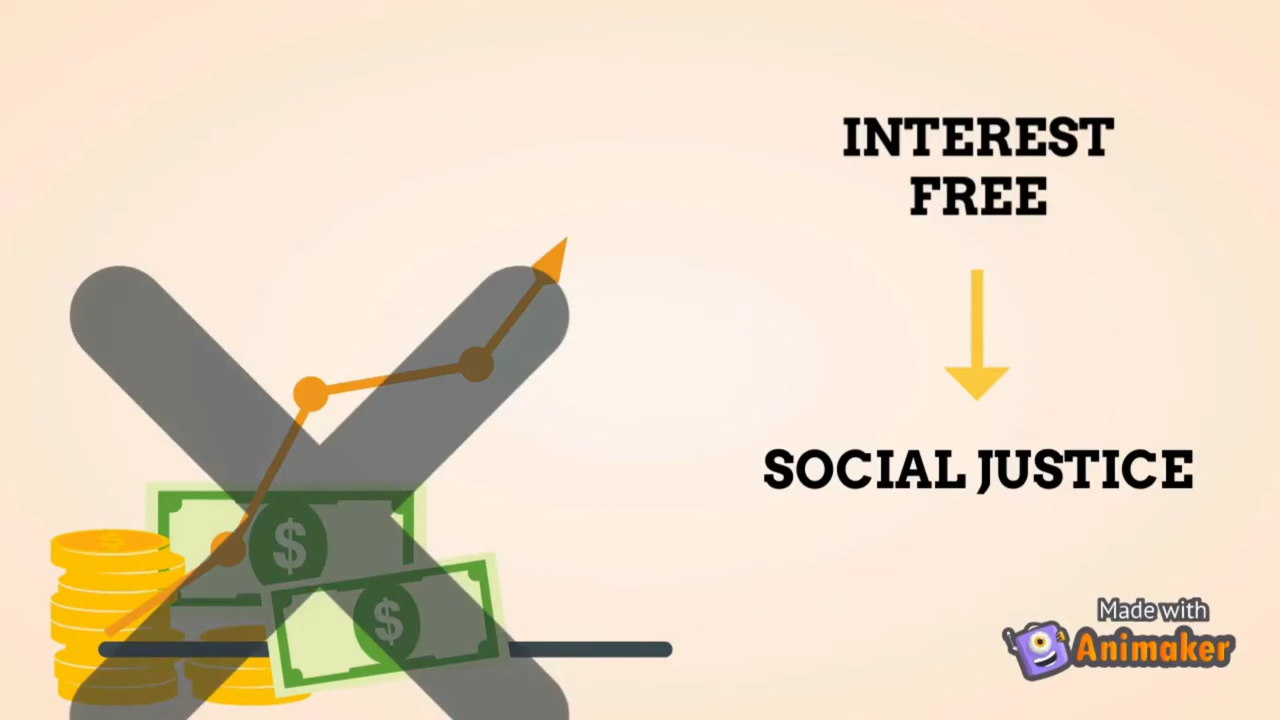 INTEREST
FREE
SOCIAL JUSTICE
$
$
Made with
Animaker